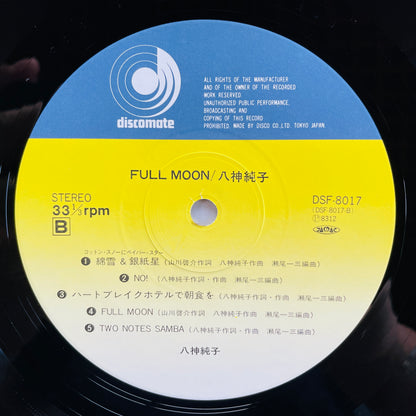 discomate
ALL RIGHTS OF THE MANUFACTURER
AND OF THE OWNER OF THE RECORDED
WORK RESERVED.
UNAUTHORIZED PUBLIC PERFORMANCE,
BROADCASTING AND
COPYING OF THIS RECORD
PROHIBITED. MADE BY DISCO CO.,LTD. TOKYO JAPAN.
FULL MOON/八神純子
STEREO
33 1/3 rpm
B
DSF-8017
(DSF-8017-B)
Ⓟ8312
コットン・スノーにペイパー・スター
❶ 綿雪 & 銀紙星 (山川啓介作詞 八神純子作曲 瀬尾一三編曲)
❷ NO! (八神純子作詞・作曲 瀬尾一三編曲)
❸ ハートブレイクホテルで朝食を (八神純子作詞・作曲 瀬尾一三編曲)
❹ FULL MOON (山川啓介作詞 八神純子作曲 瀬尾一三編曲)
❺ TWO NOTES SAMBA (八神純子作詞・作曲 瀬尾一三編曲)
八神純子